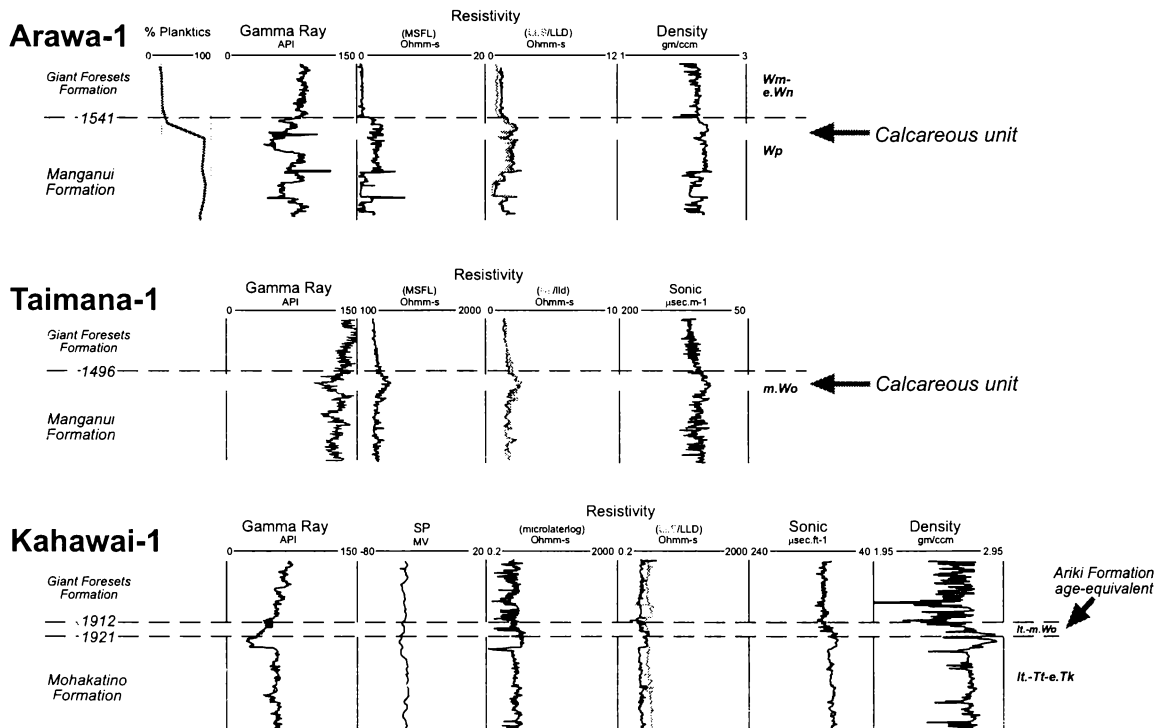 Resistivity
Arawa-1
% Planktics Gamma Ray (MSFL) /LLD) Density
API Ohmm-s Ohmm-s gm/ccm
0 100 0 150 0 20 0 12 1 3
Giant Foresets
Formation
Wm-
e.Wn
1541
Calcareous unit
Wp
Manganui
Formation
Resistivity
Taimana-1
Gamma Ray (MSFL) /lld) Sonic
API Ohmm-s Ohmm-s µsec.m-1
0 150 100 2000 0 10 200 50
Giant Foresets
Formation
1496
m.Wo
Calcareous unit
Manganui
Formation
Resistivity
Kahawai-1
Gamma Ray SP (microlaterlog) /LLD) Sonic Density
API MV Ohmm-s Ohmm-s µsec.ft-1 gm/ccm
0 150 -80 20 0.2 2000 0.2 2000 240 40 1.95 2.95
Giant Foresets
Formation
Ariki Formation
age-equivalent
1912
lt.-m.Wo
1921
Mohakatino
Formation
lt.-Tt-e.Tk